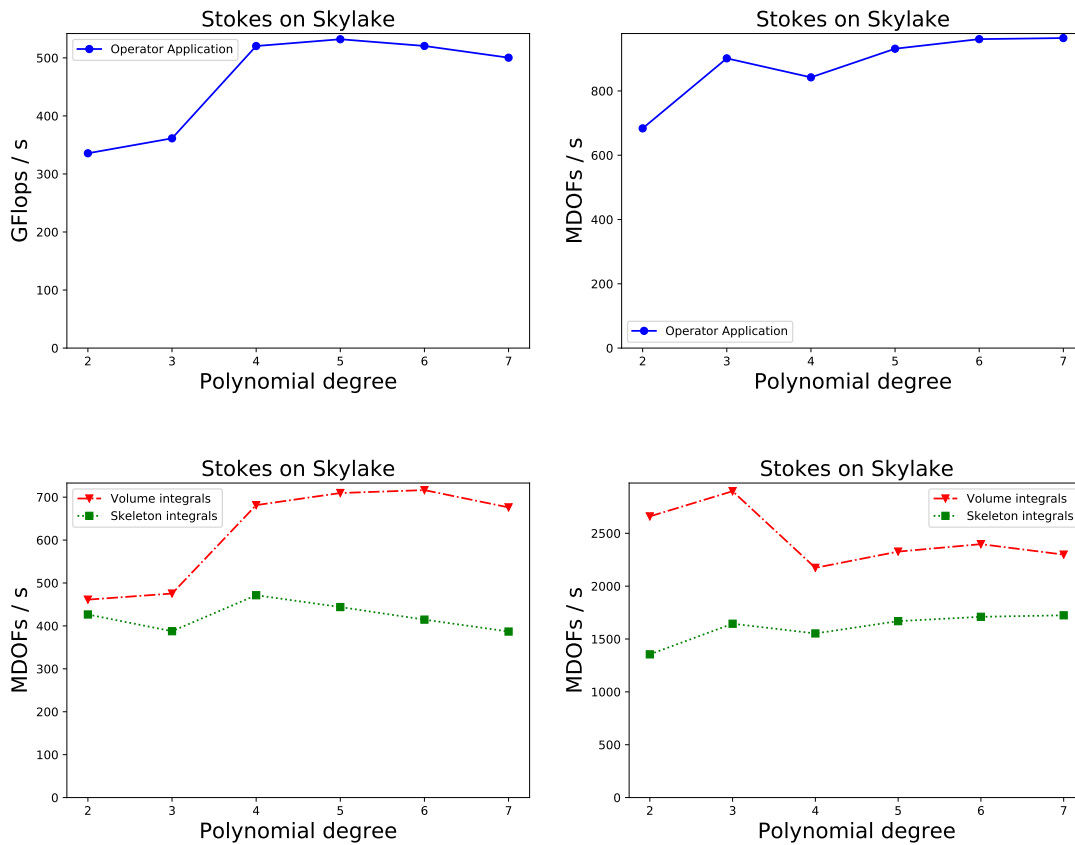 Stokes on Skylake
Operator Application
GFlops / s
500
400
300
200
100
0
2 3 4 5 6 7
Polynomial degree
Stokes on Skylake
MDOFs / s
800
600
400
200
0
Operator Application
2 3 4 5 6 7
Polynomial degree
Stokes on Skylake
Volume integrals
Skeleton integrals
MDOFs / s
700
600
500
400
300
200
100
0
2 3 4 5 6 7
Polynomial degree
Stokes on Skylake
Volume integrals
Skeleton integrals
MDOFs / s
2500
2000
1500
1000
500
0
2 3 4 5 6 7
Polynomial degree